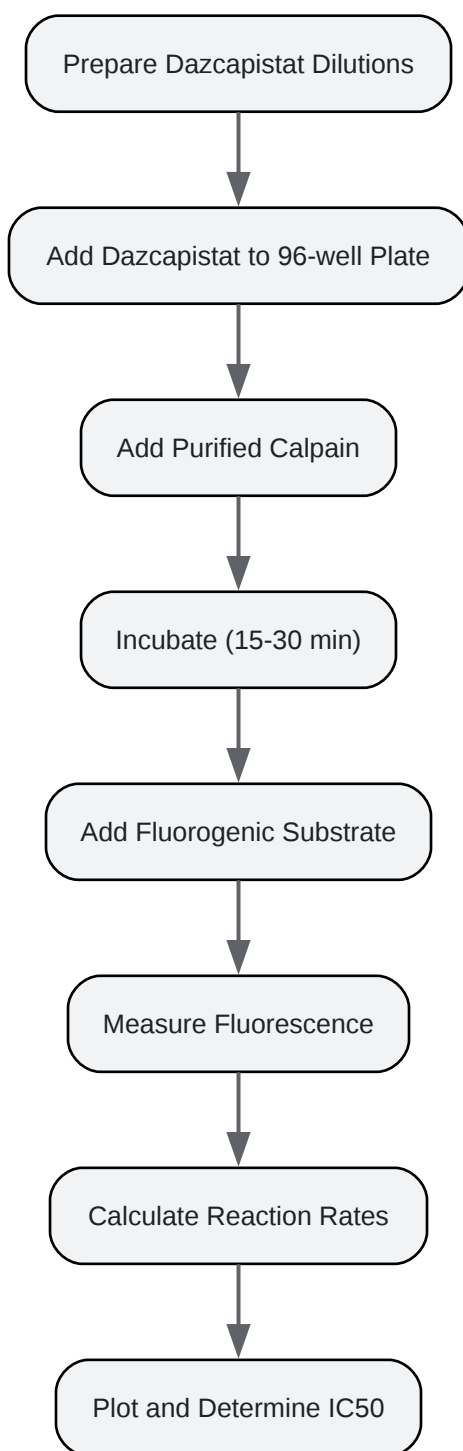 Prepare Dazcapistat Dilutions
Add Dazcapistat to 96-well Plate
Add Purified Calpain
Incubate (15-30 min)
Add Fluorogenic Substrate
Measure Fluorescence
Calculate Reaction Rates
Plot and Determine IC50